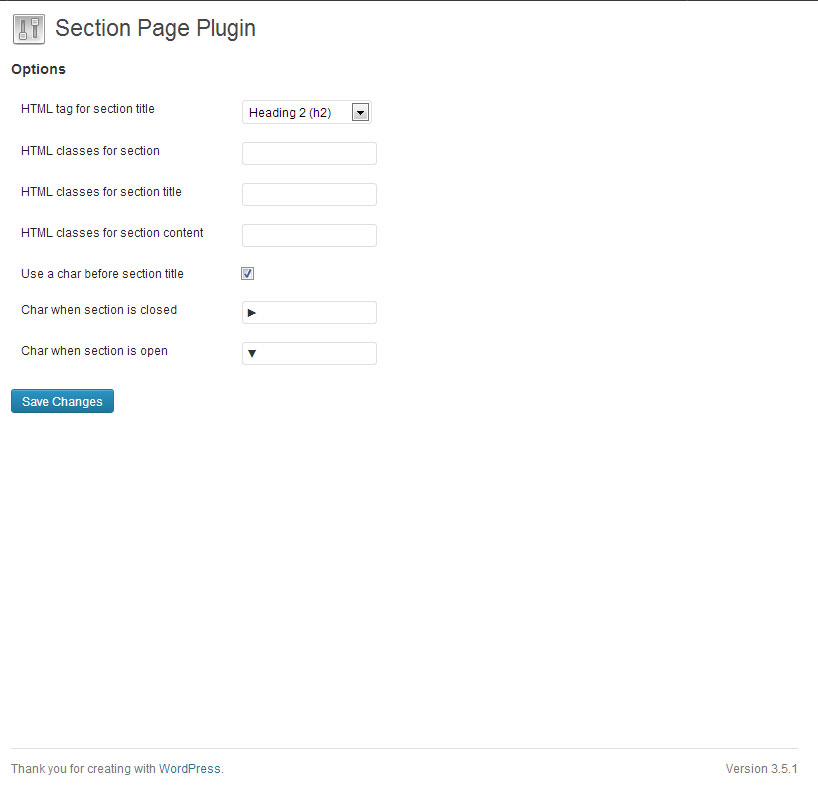 Section Page Plugin
Options
HTML tag for section title
Heading 2 (h2)
HTML classes for section
HTML classes for section title
HTML classes for section content
Use a char before section title
Char when section is closed
►
Char when section is open
▼
Save Changes
Thank you for creating with WordPress.
Version 3.5.1